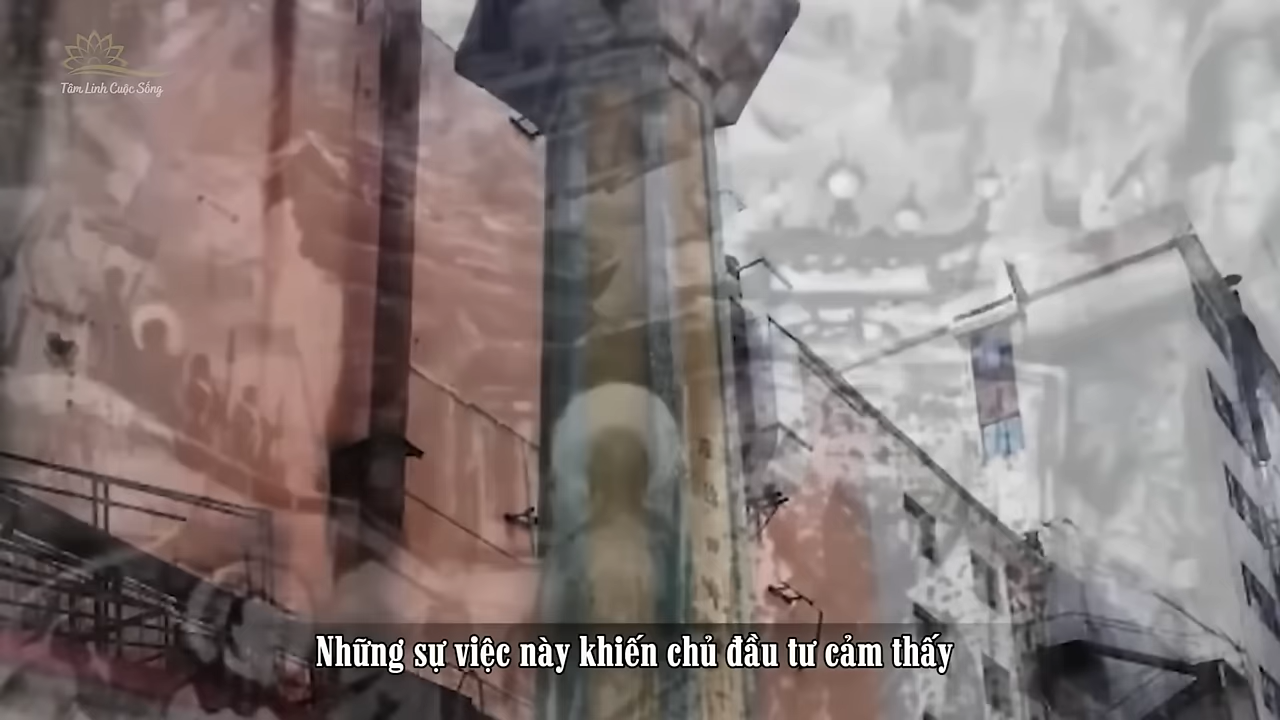 Tâm Linh Cuộc Sống
Những sự việc này khiến chủ đầu tư cảm thấy